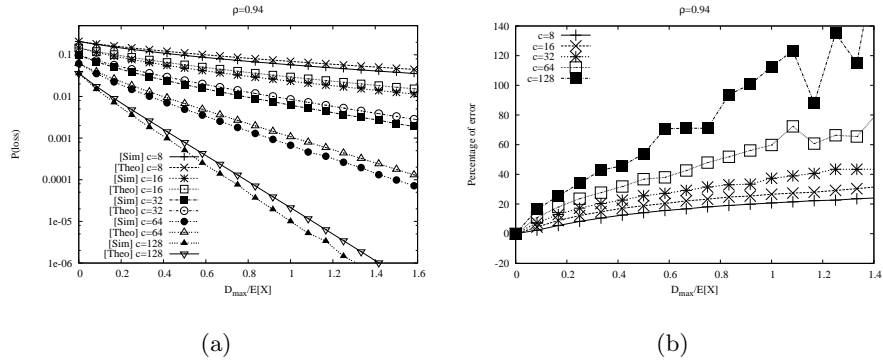 ρ=0.94
P(loss)
0.1
0.01
0.001
0.0001
1e-05
1e-06
[Sim] c=8
[Theo] c=8
[Sim] c=16
[Theo] c=16
[Sim] c=32
[Theo] c=32
[Sim] c=64
[Theo] c=64
[Sim] c=128
[Theo] c=128
0 0.2 0.4 0.6 0.8 1 1.2 1.4 1.6
Dmax/E[X]
(a)
ρ=0.94
Percentage of error
140
120
100
80
60
40
20
0
-20
c=8
c=16
c=32
c=64
c=128
0 0.2 0.4 0.6 0.8 1 1.2 1.4
Dmax/E[X]
(b)